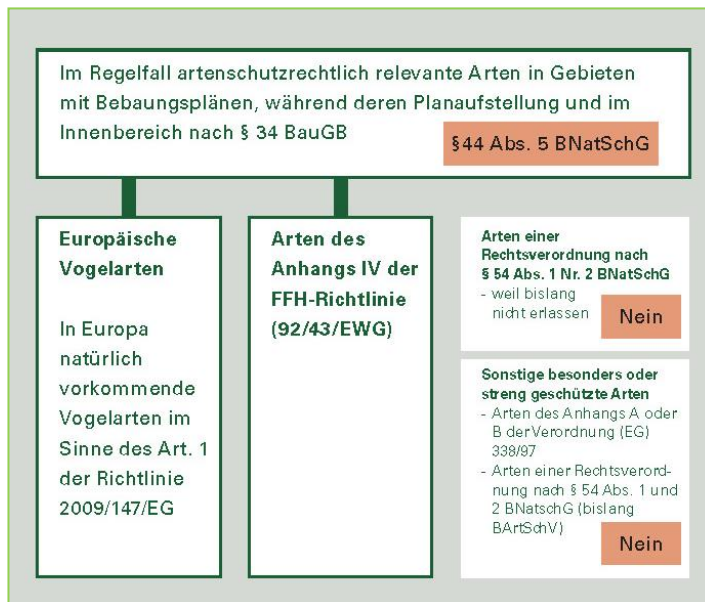 Im Regelfall artenschutzrechtlich relevante Arten in Gebieten
mit Bebaungsplänen, während deren Planaufstellung und im
Innenbereich nach § 34 BauGB
§44 Abs. 5 BNatSchG
Europäische
Vogelarten
In Europa
natürlich
vorkommende
Vogelarten im
Sinne des Art. 1
der Richtlinie
2009/147/EG
Arten des
Anhangs IV der
FFH-Richtlinie
(92/43/EWG)
Arten einer
Rechtsverordnung nach
§ 54 Abs. 1 Nr. 2 BNatSchG
- weil bislang
nicht erlassen
Nein
Sonstige besonders oder
streng geschützte Arten
- Arten des Anhangs A oder
B der Verordnung (EG)
338/97
- Arten einer Rechtsverord-
nung nach § 54 Abs. 1 und
2 BNatschG (bislang
BArtSchV)
Nein